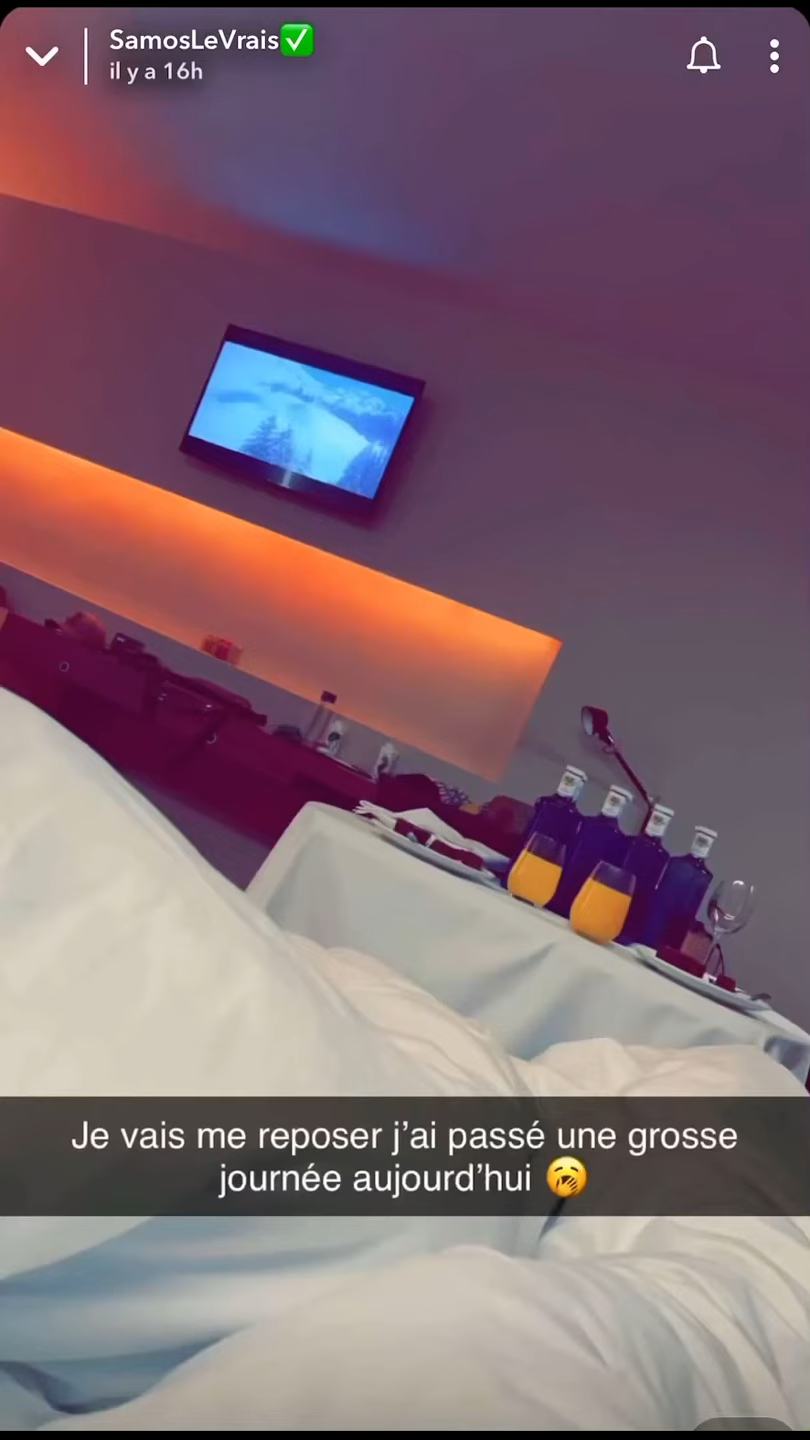 SamosLeVrais✅
il y a 16h
Je vais me reposer j’ai passé une grosse
journée aujourd’hui 🥱